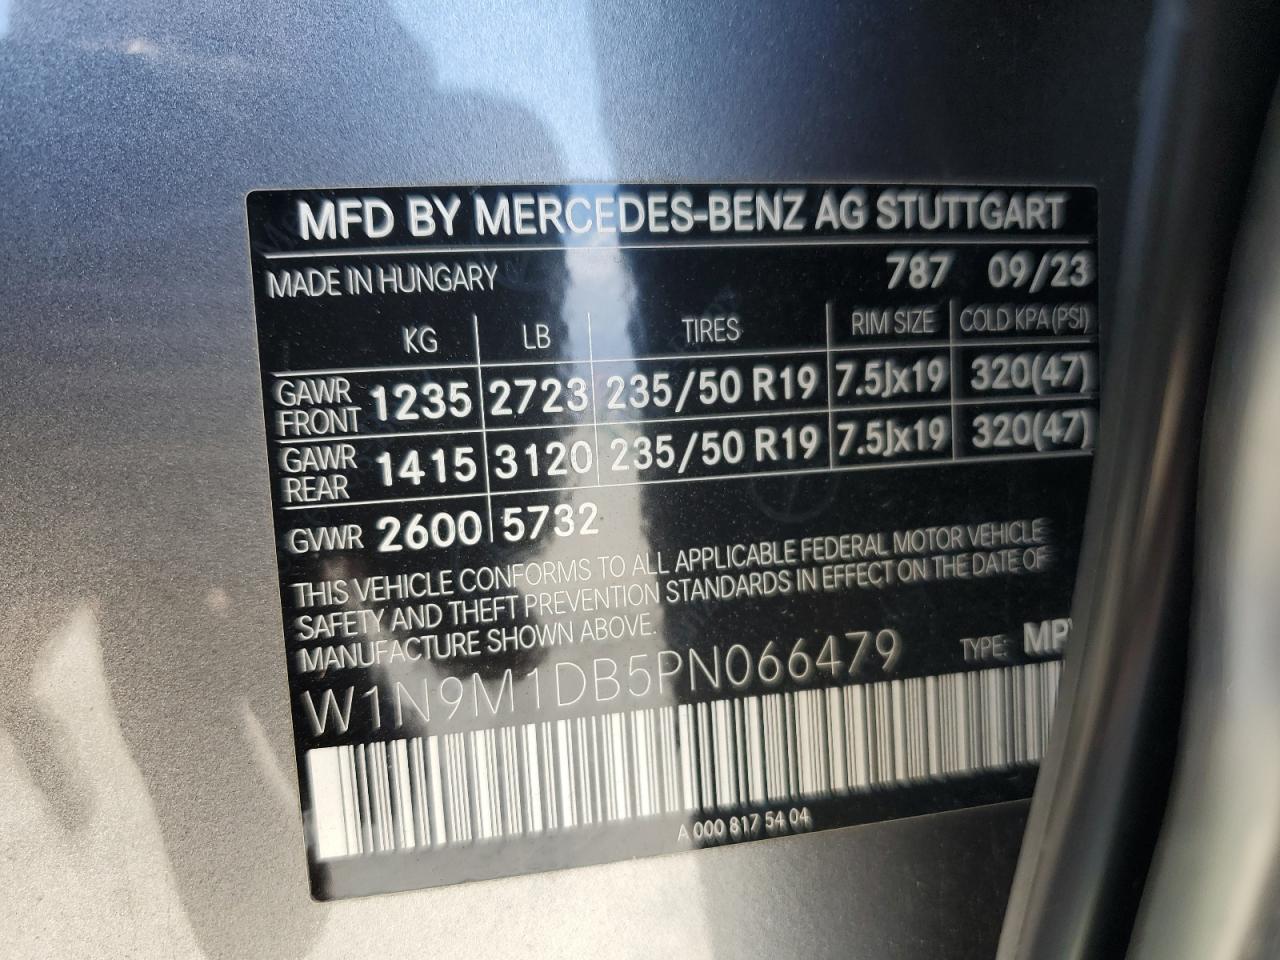 MFD BY MERCEDES-BENZ AG STUTTGART
MADE IN HUNGARY 787 09/23
KG LB TIRES RIM SIZE COLD KPA(PSI)
GAWR FRONT 1235 2723 235/50 R19 7.5Jx19 320(47)
GAWR REAR 1415 3120 235/50 R19 7.5Jx19 320(47)
GVWR 2600 5732
THIS VEHICLE CONFORMS TO ALL APPLICABLE FEDERAL MOTOR VEHICLE
SAFETY AND THEFT PREVENTION STANDARDS IN EFFECT ON THE DATE OF
MANUFACTURE SHOWN ABOVE.
W1N9M1DB5PN066479 TYPE:
A 000 817 54 04